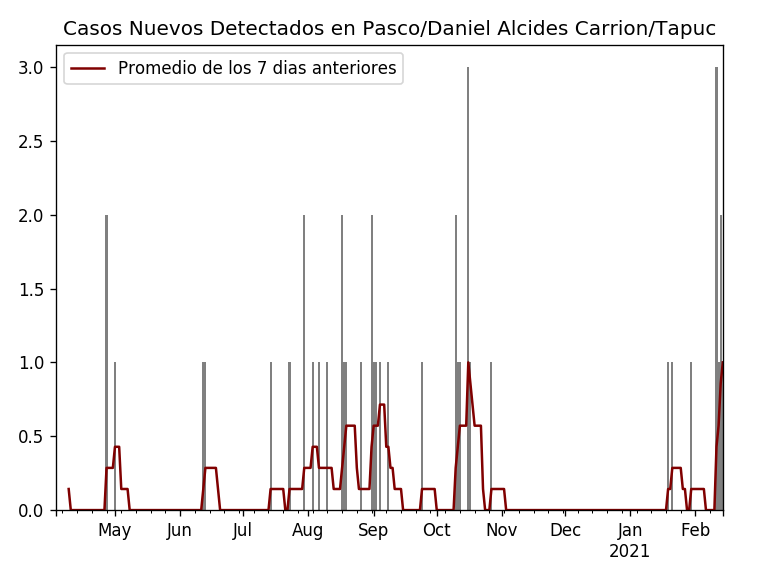 Casos Nuevos Detectados en Pasco/Daniel Alcides Carrion/Tapuc
Promedio de los 7 dias anteriores
3.0
2.5
2.0
1.5
1.0
0.5
0.0
May Jun Jul Aug Sep Oct Nov Dec Jan Feb
2021